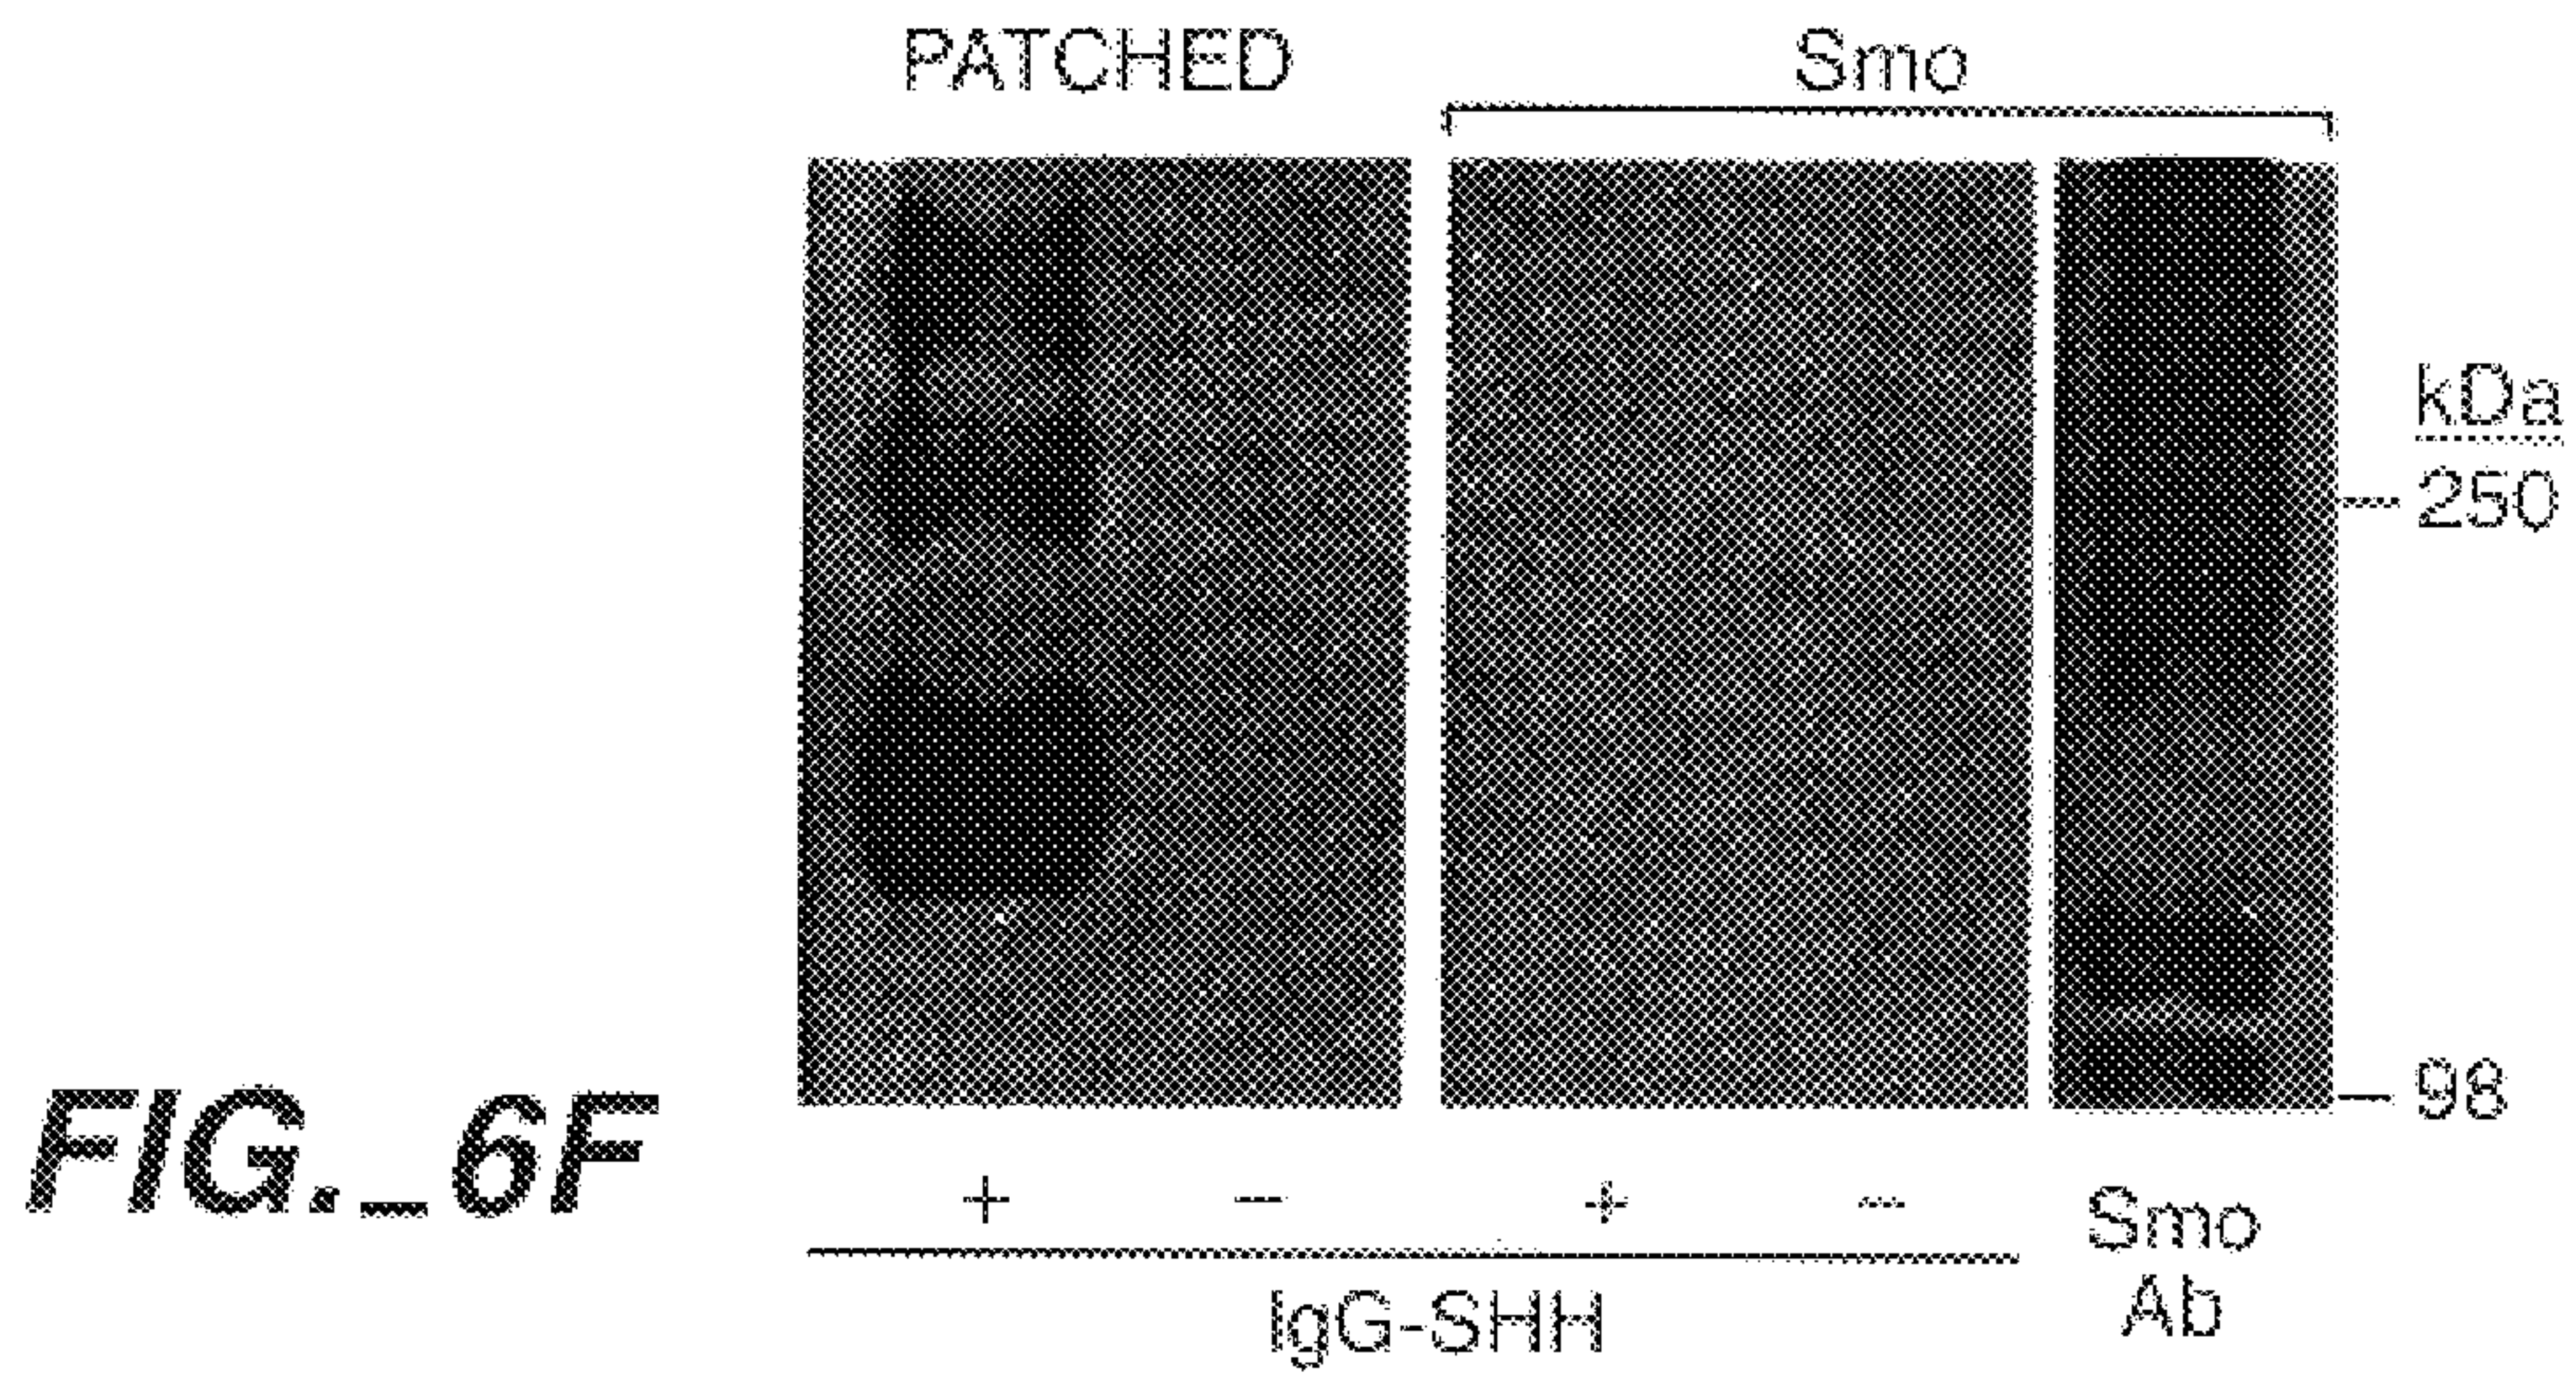 PATCHED Smo
kDa
250
98
FIG._6F
+ − + − Smo
Ab
IgG-SHH